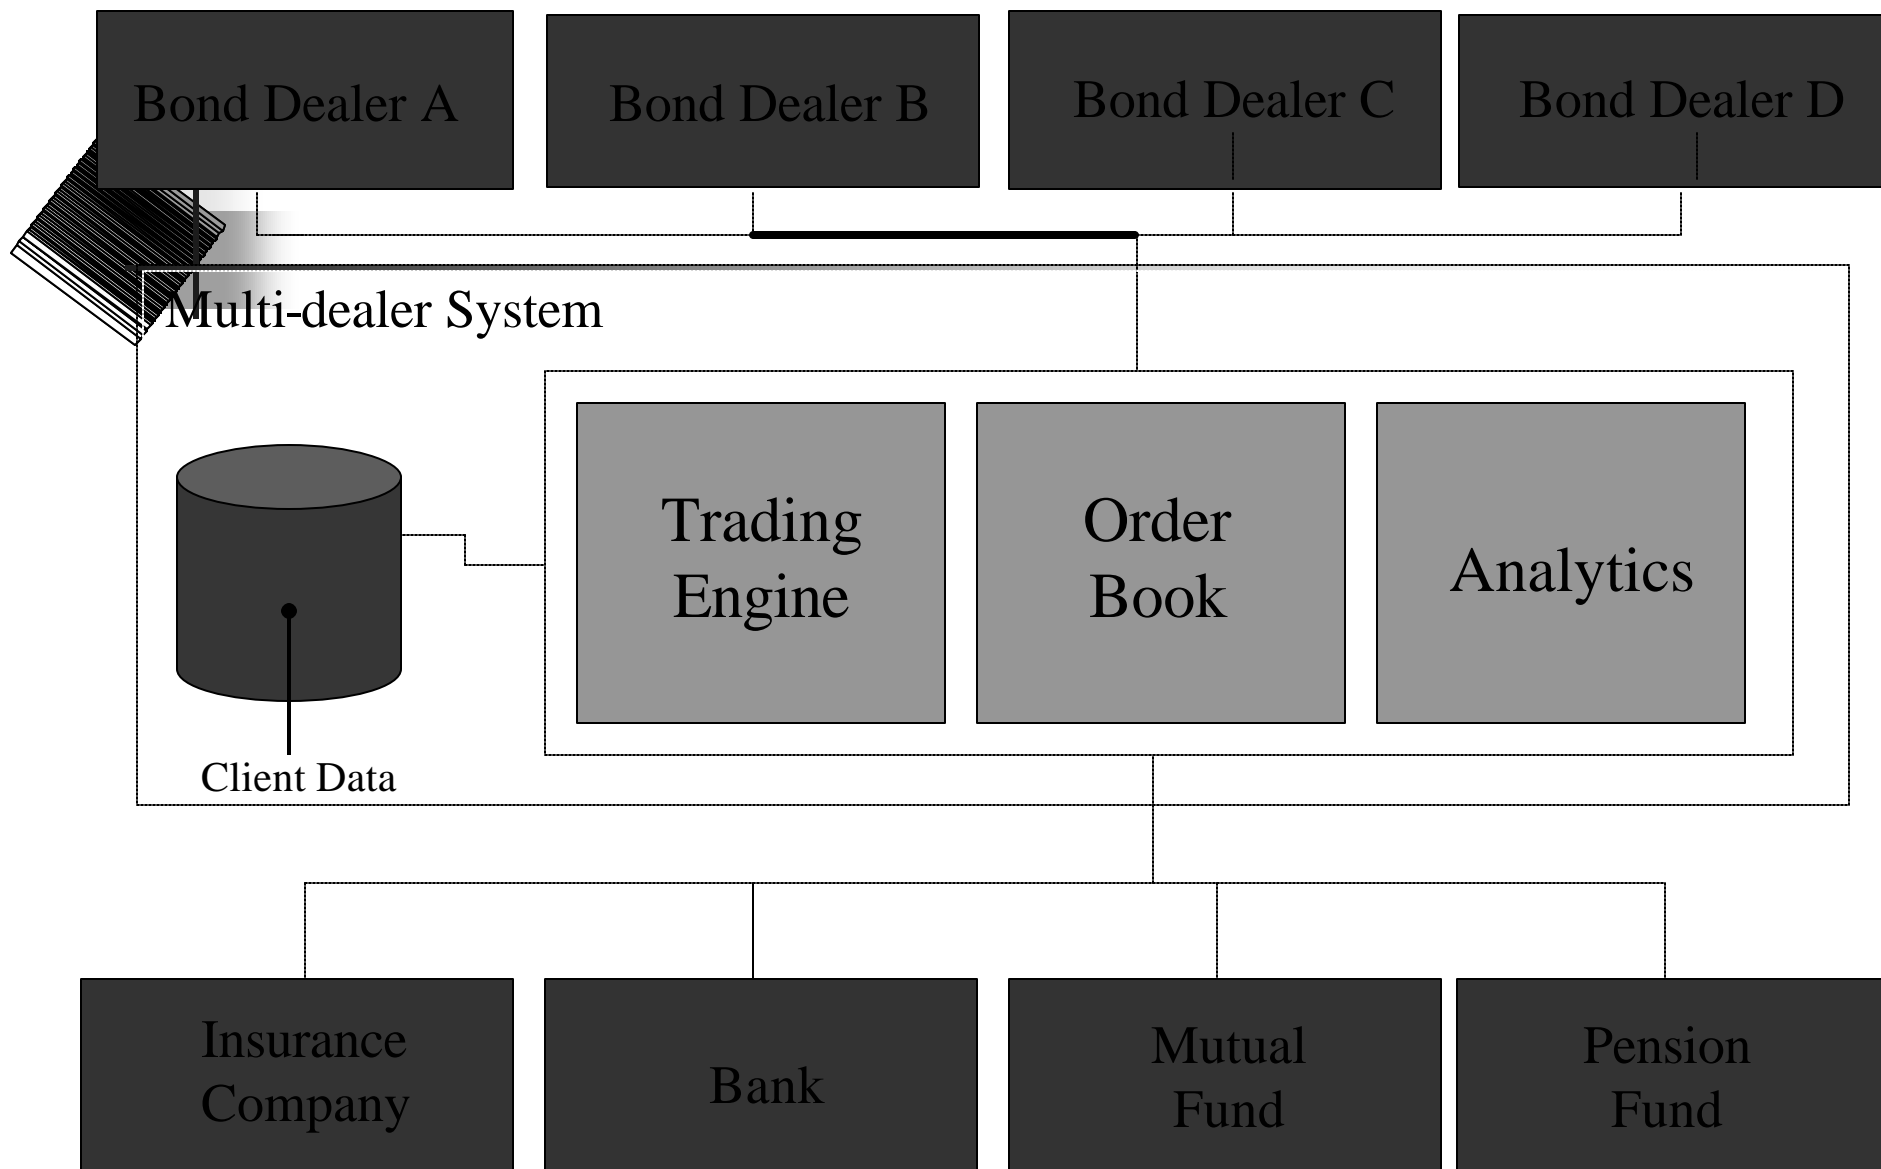 Bond Dealer A
Bond Dealer B
Bond Dealer C
Bond Dealer D
Multi-dealer System
Trading
Engine
Order
Book
Analytics
Client Data
Insurance
Company
Bank
Mutual
Fund
Pension
Fund